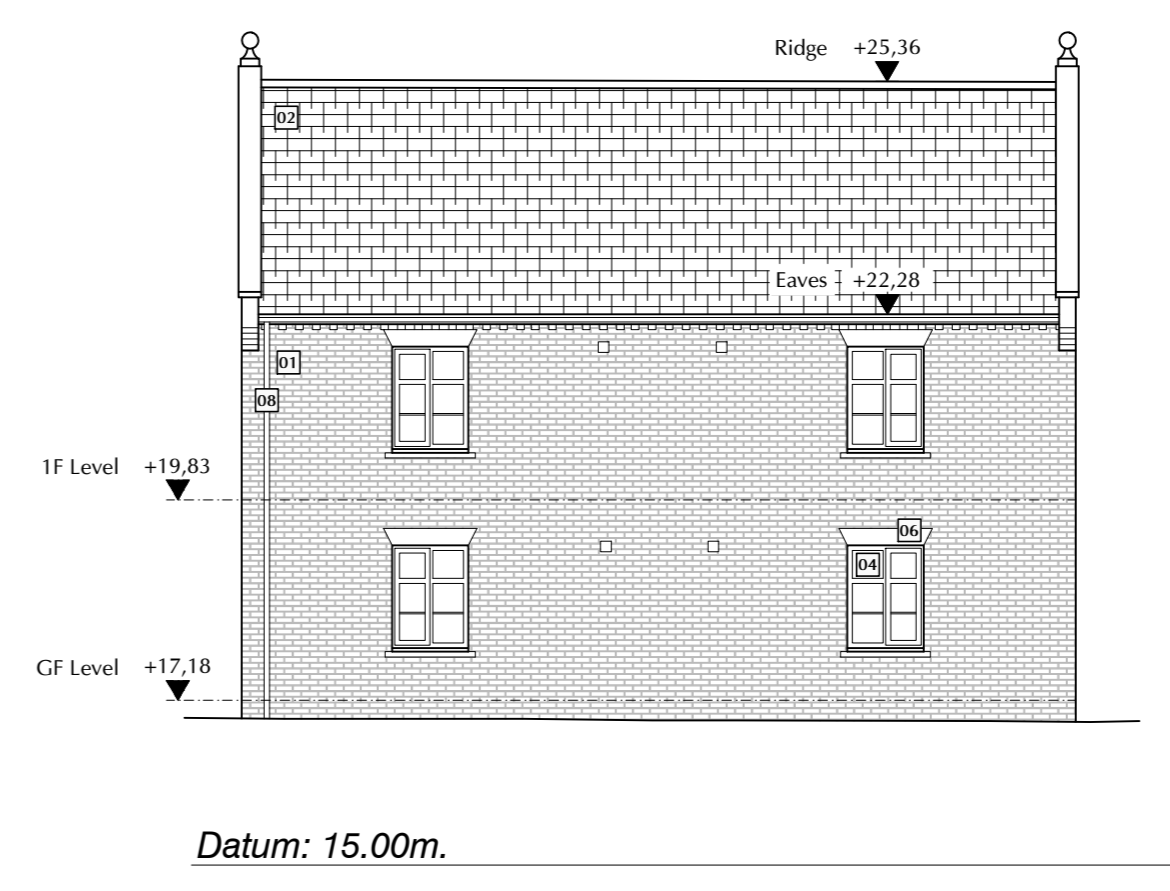 Ridge +25,36
02
Eaves +22,28
01
08
1F Level +19,83
06
04
GF Level +17,18
Datum: 15.00m.